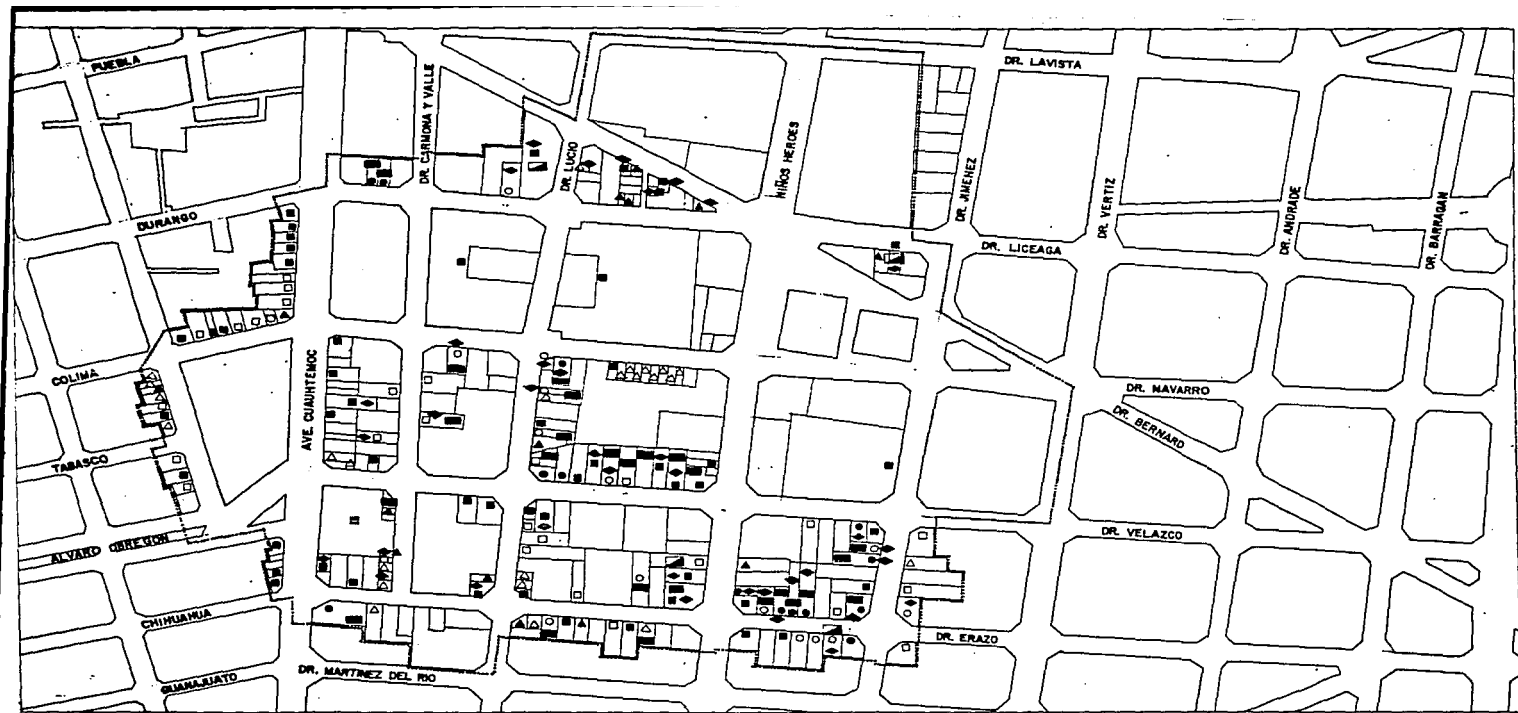 PUEBLA
DR. LAVISTA
DR. CARMONA Y VALLE
DR. LUCIO
NIÑOS HEROES
DR. JIMENEZ
DR. VERTIZ
DR. ANDRADE
DR. BARRAGAN
DURANGO
DR. LICEAGA
COLIMA
AVE. CUAUHTEMOC
DR. NAVARRO
DR. BERNARD
TABASCO
ALVARO OBREGON
DR. VELAZCO
CHIHUAHUA
DR. ERAZO
GUANAJUATO
DR. MARTINEZ DEL RIO